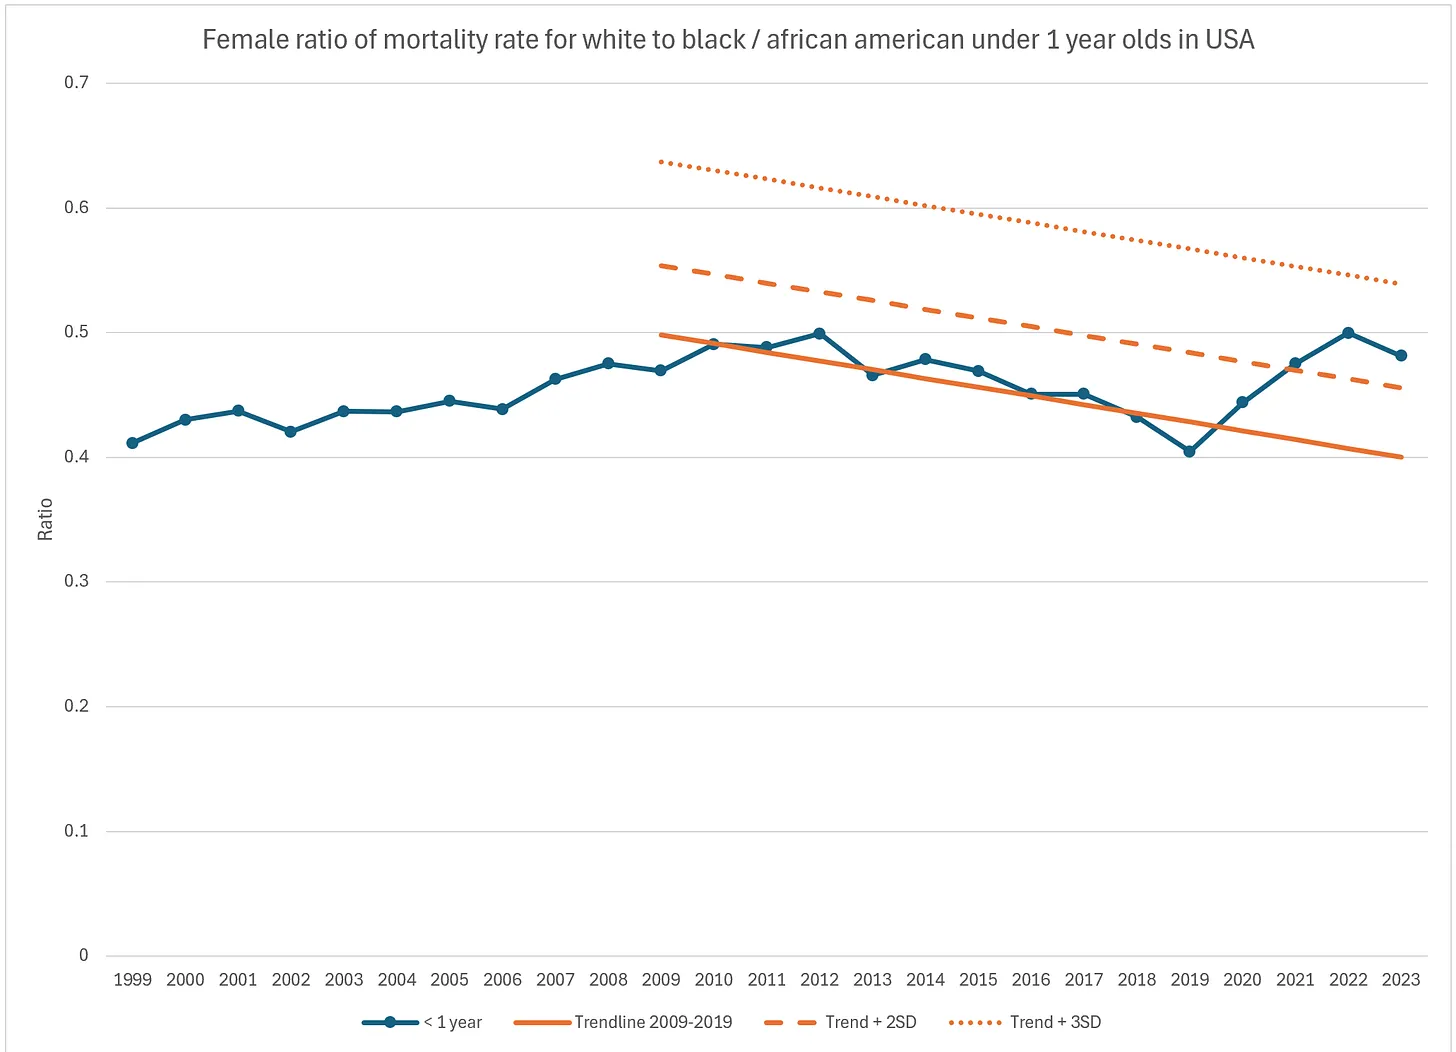 Female ratio of mortality rate for white to black / african american under 1 year olds in USA
0.7
0.6
0.5
0.4
0.3
0.2
0.1
0
Ratio
1999 2000 2001 2002 2003 2004 2005 2006 2007 2008 2009 2010 2011 2012 2013 2014 2015 2016 2017 2018 2019 2020 2021 2022 2023
< 1 year Trendline 2009-2019 Trend + 2SD Trend + 3SD